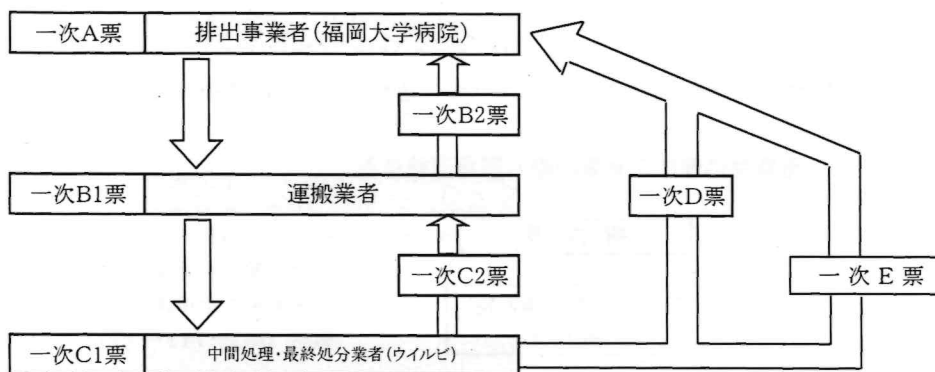 一次A票 排出事業者(福岡大学病院)
一次B2票
一次B1票 運搬業者
一次D票
一次C2票
一次E票
一次C1票 中間処理・最終処分業者(ウイルビ)